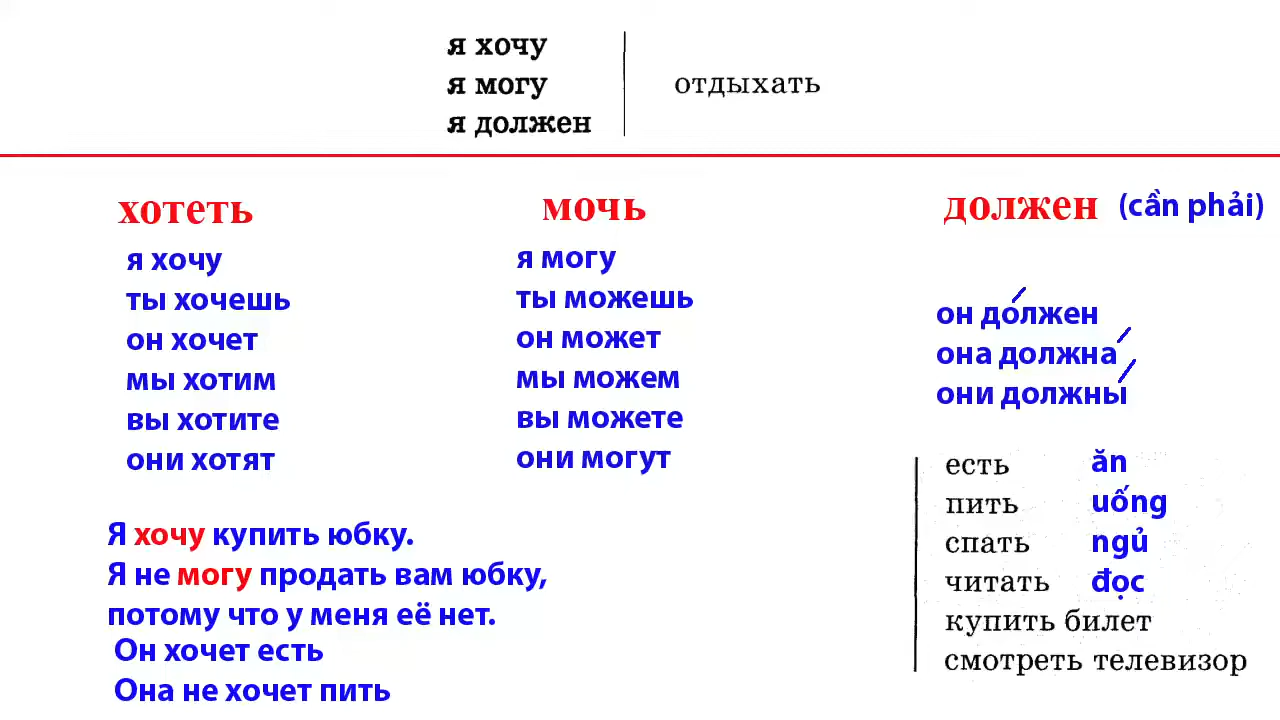 я хочу
я могу
я должен
отдыхать
хотеть
я хочу
ты хочешь
он хочет
мы хотим
вы хотите
они хотят
мочь
я могу
ты можешь
он может
мы можем
вы можете
они могут
должен (cần phải)
он до́лжен
она должна́
они должны́
есть ăn
пить uống
спать ngủ
читать đọc
купить билет
смотреть телевизор
Я хочу купить юбку.
Я не могу продать вам юбку,
потому что у меня её нет.
Он хочет есть
Она не хочет пить